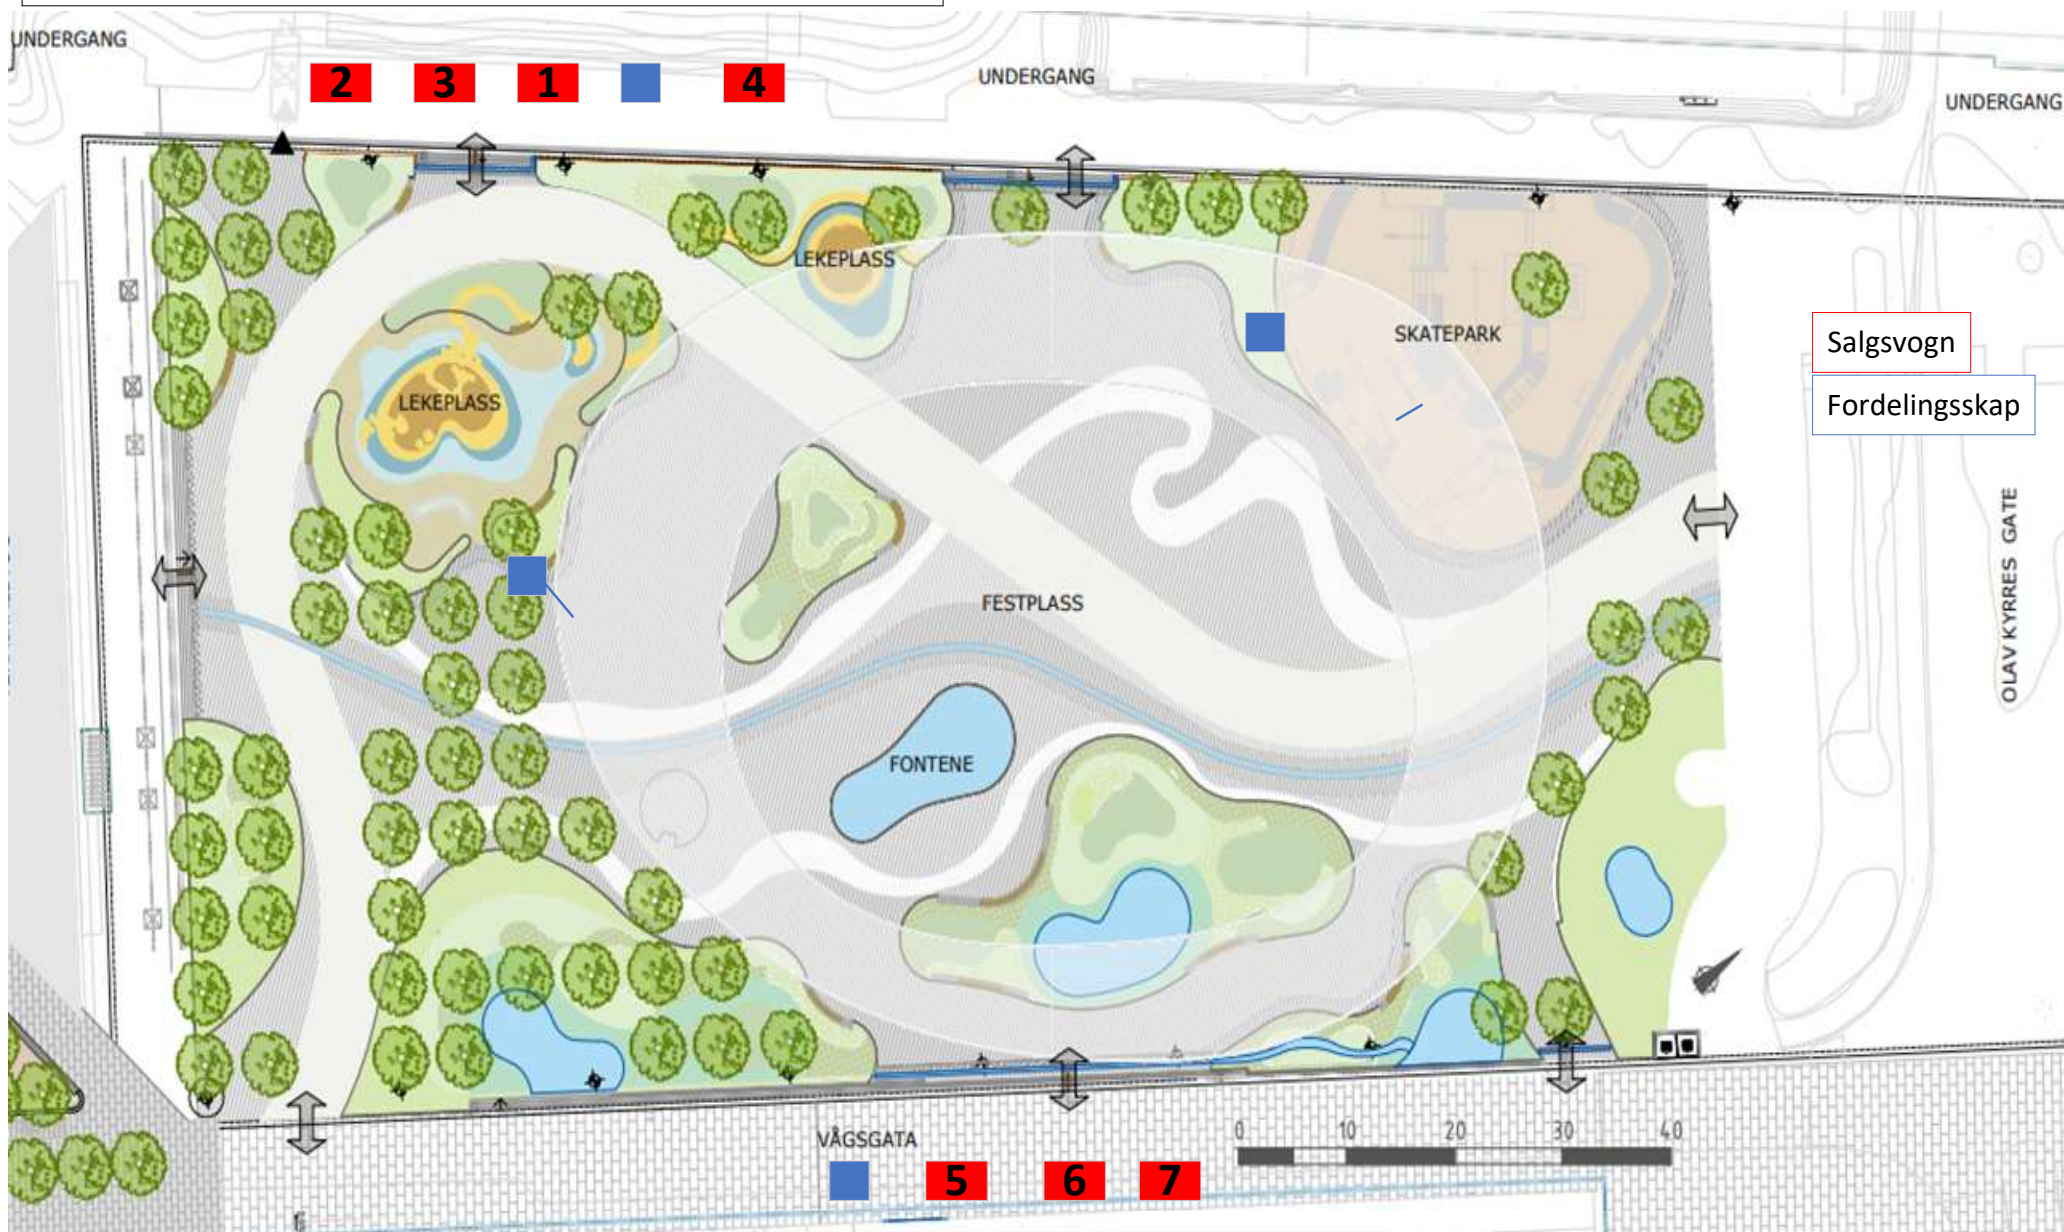 UNDERGANG
2 3 1 4
UNDERGANG
UNDERGANG
LEKEPLASS
SKATEPARK
Salgsvogn
Fordelingsskap
LEKEPLASS
FESTPLASS
OLAV KYRRES GATE
FONTENE
VÅGSGATA
0 10 20 30 40
5 6 7